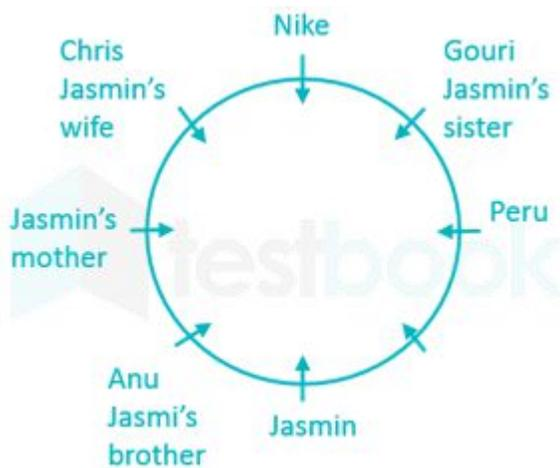 Nike
Chris
Jasmin's
wife
Gouri
Jasmin's
sister
Jasmin's
mother
Peru
testbook
Anu
Jasmi's
brother
Jasmin